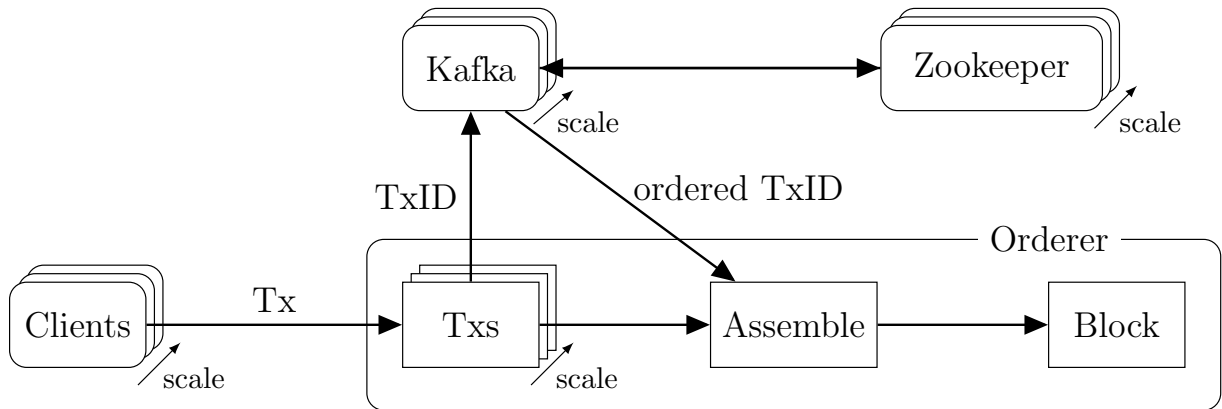 Kafka
Zookeeper
scale
scale
TxID
ordered TxID
Orderer
Clients
Tx
Txs
Assemble
Block
scale
scale